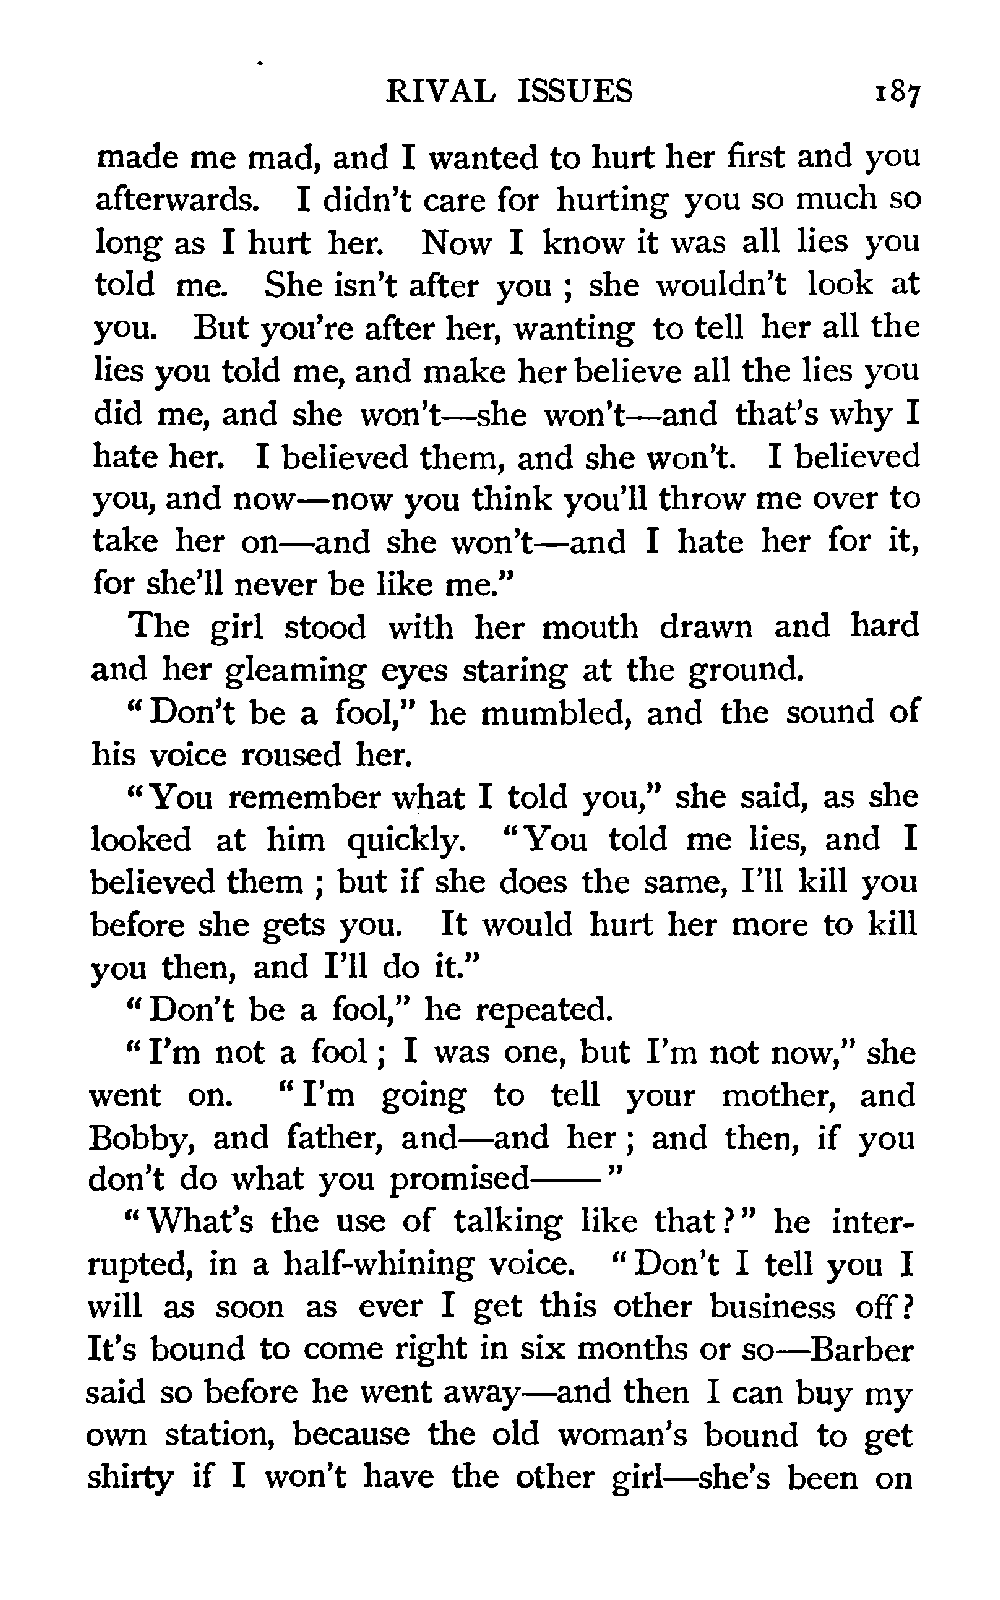 RIVAL ISSUES 187
made me mad, and I wanted to hurt her first and you
afterwards. I didn't care for hurting you so much so
long as I hurt her. Now I know it was all lies you
told me. She isn't after you ; she wouldn't look at
you. But you're after her, wanting to tell her all the
lies you told me, and make her believe all the lies you
did me, and she won't—she won't—and that's why I
hate her. I believed them, and she won't. I believed
you, and now—now you think you'll throw me over to
take her on—and she won't—and I hate her for it,
for she'll never be like me."
The girl stood with her mouth drawn and hard
and her gleaming eyes staring at the ground.
"Don't be a fool," he mumbled, and the sound of
his voice roused her.
"You remember what I told you," she said, as she
looked at him quickly. "You told me lies, and I
believed them ; but if she does the same, I'll kill you
before she gets you. It would hurt her more to kill
you then, and I'll do it."
"Don't be a fool," he repeated.
"I'm not a fool ; I was one, but I'm not now," she
went on. "I'm going to tell your mother, and
Bobby, and father, and—and her ; and then, if you
don't do what you promised——"
"What's the use of talking like that?" he inter-
rupted, in a half-whining voice. "Don't I tell you I
will as soon as ever I get this other business off?
It's bound to come right in six months or so—Barber
said so before he went away—and then I can buy my
own station, because the old woman's bound to get
shirty if I won't have the other girl—she's been on